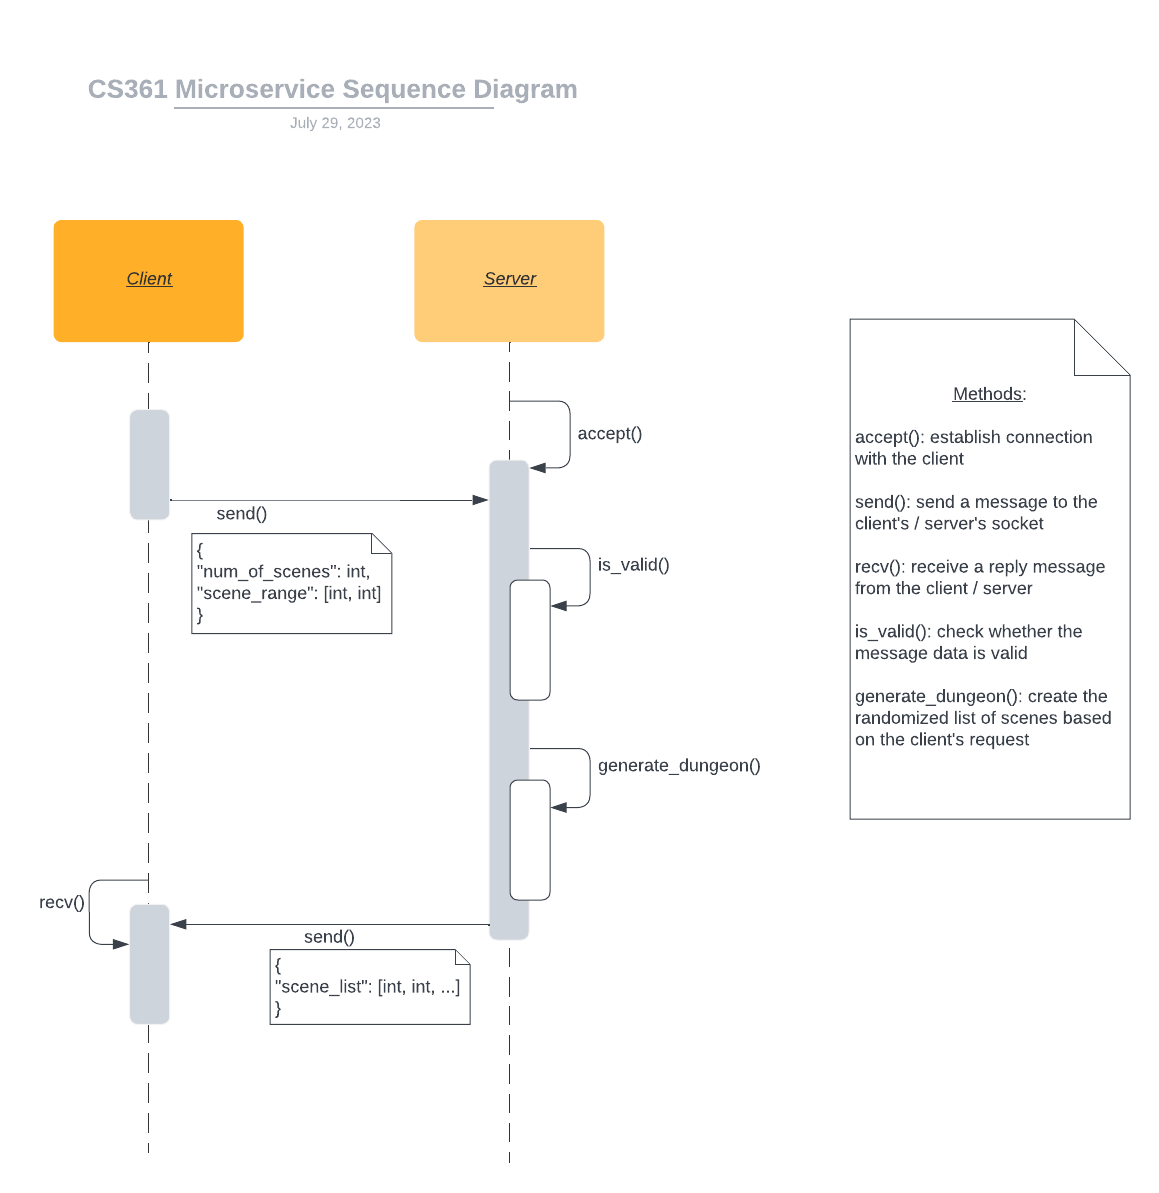 CS361 Microservice Sequence Diagram
July 29, 2023
Client
Server
accept()
send()
{
"num_of_scenes": int,
"scene_range": [int, int]
}
is_valid()
generate_dungeon()
recv()
send()
{
"scene_list": [int, int, ...]
}
Methods:
accept(): establish connection
with the client
send(): send a message to the
client's / server's socket
recv(): receive a reply message
from the client / server
is_valid(): check whether the
message data is valid
generate_dungeon(): create the
randomized list of scenes based
on the client's request